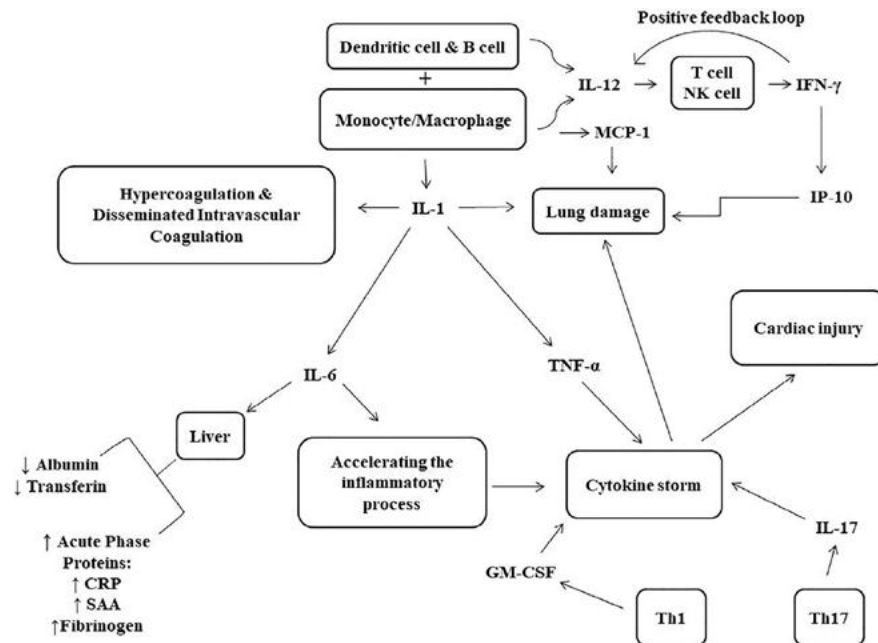 Positive feedback loop
Dendritic cell & B cell
+
Monocyte/Macrophage
IL-12
T cell
NK cell
IFN-γ
MCP-1
Hypercoagulation &
Disseminated Intravascular
Coagulation
IL-1
Lung damage
IP-10
Cardiac injury
IL-6
TNF-α
Liver
↓ Albumin
↓ Transferin
Accelerating the
inflammatory
process
Cytokine storm
IL-17
↑ Acute Phase
Proteins:
↑ CRP
↑ SAA
↑Fibrinogen
GM-CSF
Th1
Th17